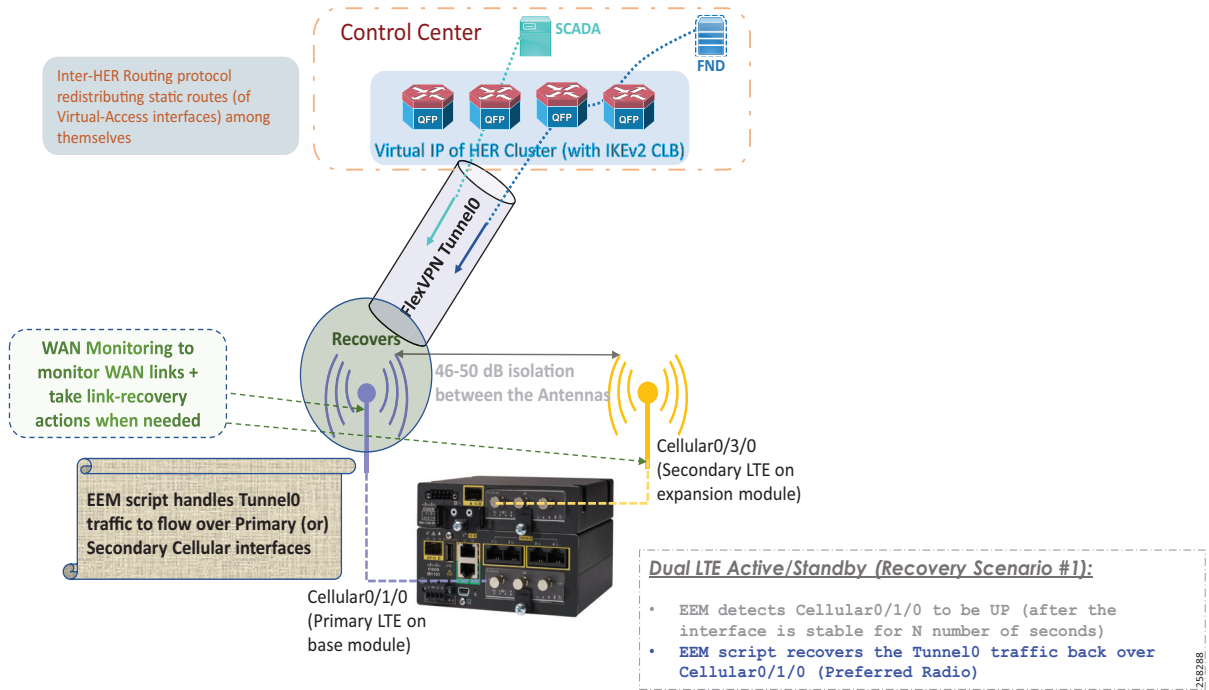 Control Center
SCADA
FND
Inter-HER Routing protocol
redistributing static routes (of
Virtual-Access interfaces) among
themselves
QFP
QFP
QFP
QFP
Virtual IP of HER Cluster (with IKEv2 CLB)
FlexVPN Tunnel0
Recovers
WAN Monitoring to
monitor WAN links +
take link-recovery
actions when needed
46-50 dB isolation
between the Antennas
Cellular0/3/0
(Secondary LTE on
expansion module)
EEM script handles Tunnel0
traffic to flow over Primary (or)
Secondary Cellular interfaces
Cellular0/1/0
(Primary LTE on
base module)
Dual LTE Active/Standby (Recovery Scenario #1):
• EEM detects Cellular0/1/0 to be UP (after the
interface is stable for N number of seconds)
• EEM script recovers the Tunnel0 traffic back over
Cellular0/1/0 (Preferred Radio)
258288